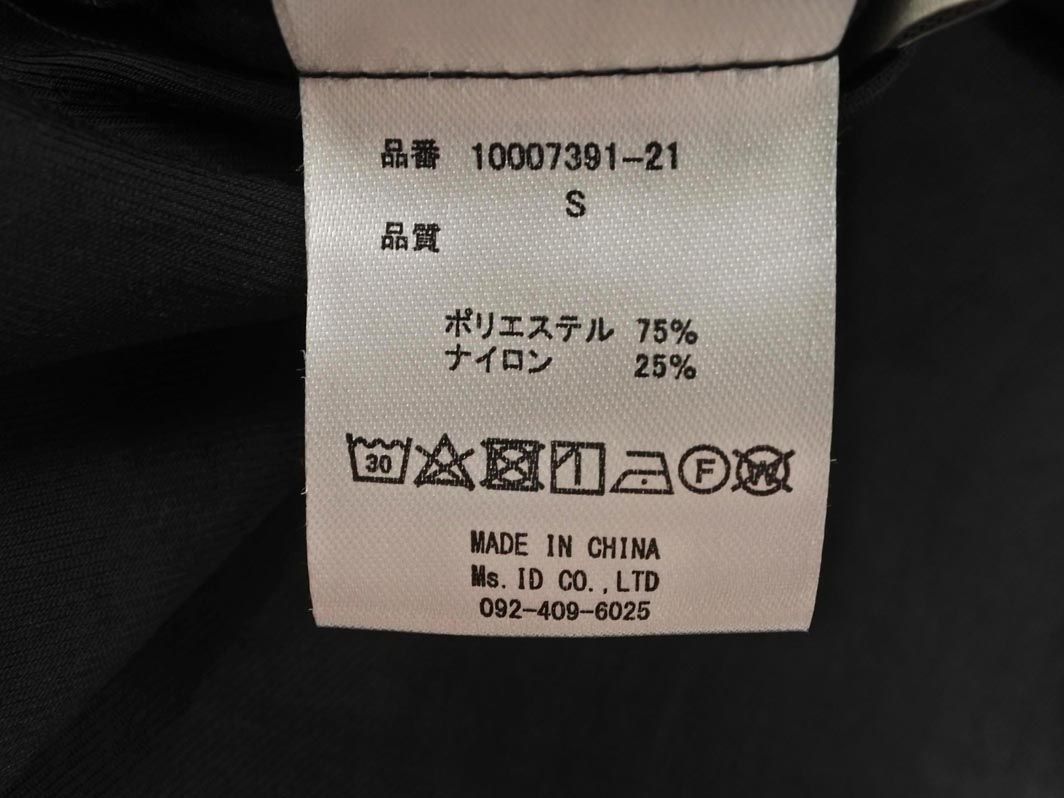 品番 10007391-21
S
品質
ポリエステル 75%
ナイロン 25%
30 F W
MADE IN CHINA
Ms. ID CO.,LTD
092-409-6025